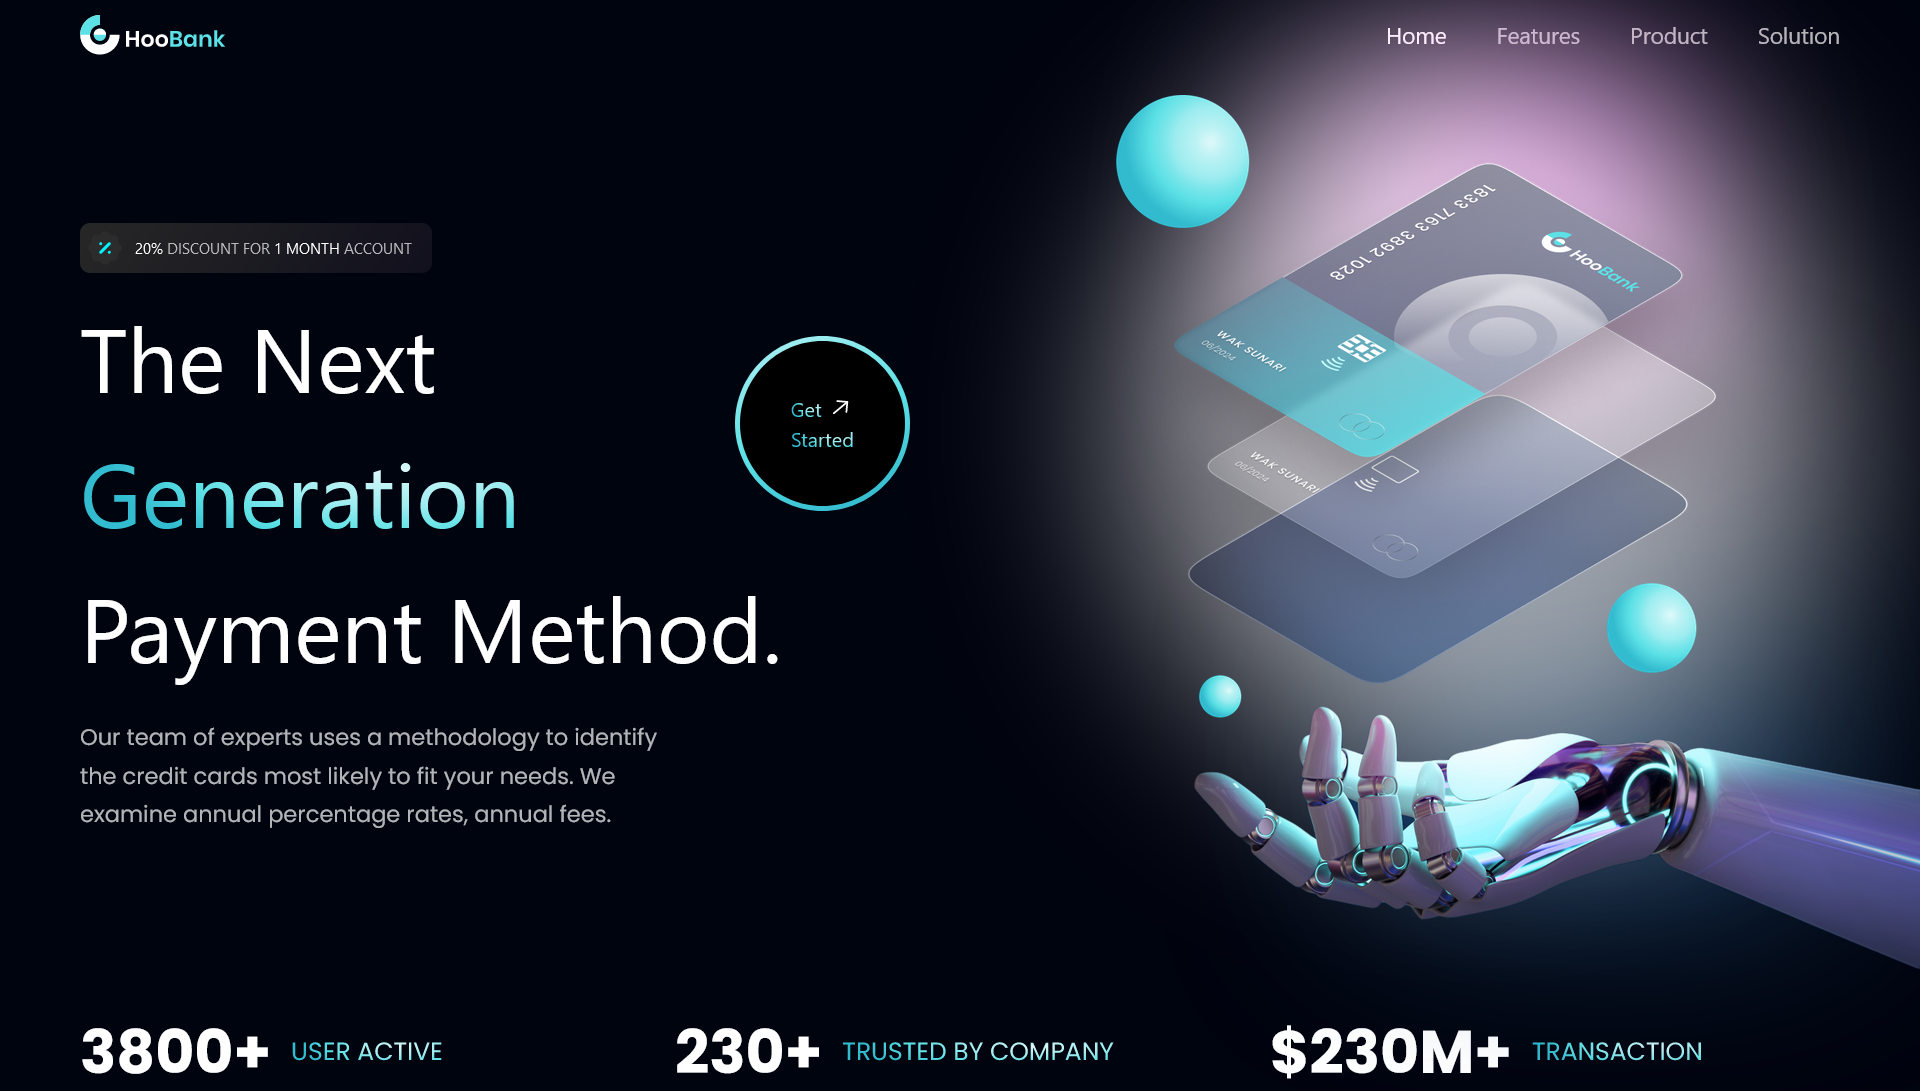 HooBank
Home
Features
Product
Solution
20% DISCOUNT FOR 1 MONTH ACCOUNT
The Next
Generation
Payment Method.
Get
Started
Our team of experts uses a methodology to identify
the credit cards most likely to fit your needs. We
examine annual percentage rates, annual fees.
1833 7163 3892 1028
HooBank
WAK SUNARI
08/2024
WAK SUNARI
08/2024
3800+ USER ACTIVE
230+ TRUSTED BY COMPANY
$230M+ TRANSACTION